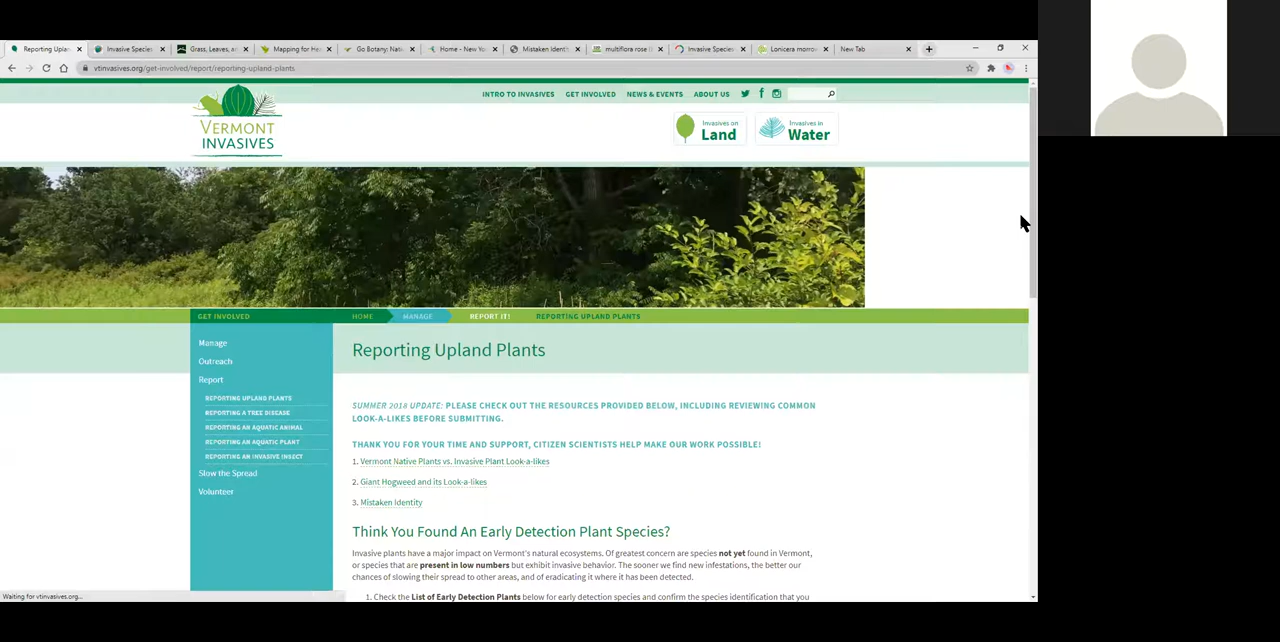 Reporting Uplan
Invasive Species
Grass, Leaves, a
Mapping for He
Go Botany: Nati
Home - New Yo
Mistaken Identi
multiflora rose (
Invasive Species
Lonicera morrow
New Tab
vtinvasives.org/get-involved/report/reporting-upland-plants
INTRO TO INVASIVES GET INVOLVED NEWS & EVENTS ABOUT US
VERMONT
INVASIVES
Invasives on
Land
Invasives in
Water
GET INVOLVED
HOME MANAGE REPORT IT! REPORTING UPLAND PLANTS
Manage
Outreach
Report
REPORTING UPLAND PLANTS
REPORTING A TREE DISEASE
REPORTING AN AQUATIC ANIMAL
REPORTING AN AQUATIC PLANT
REPORTING AN INVASIVE INSECT
Slow the Spread
Volunteer
Reporting Upland Plants
SUMMER 2018 UPDATE: PLEASE CHECK OUT THE RESOURCES PROVIDED BELOW, INCLUDING REVIEWING COMMON
LOOK-A-LIKES BEFORE SUBMITTING.
THANK YOU FOR YOUR TIME AND SUPPORT, CITIZEN SCIENTISTS HELP MAKE OUR WORK POSSIBLE!
1. Vermont Native Plants vs. Invasive Plant Look-a-likes
2. Giant Hogweed and its Look-a-likes
3. Mistaken Identity
Think You Found An Early Detection Plant Species?
Invasive plants have a major impact on Vermont's natural ecosystems. Of greatest concern are species not yet found in Vermont,
or species that are present in low numbers but exhibit invasive behavior. The sooner we find new infestations, the better our
chances of slowing their spread to other areas, and of eradicating it where it has been detected.
1. Check the List of Early Detection Plants below for early detection species and confirm the species identification that you
Waiting for vtinvasives.org...